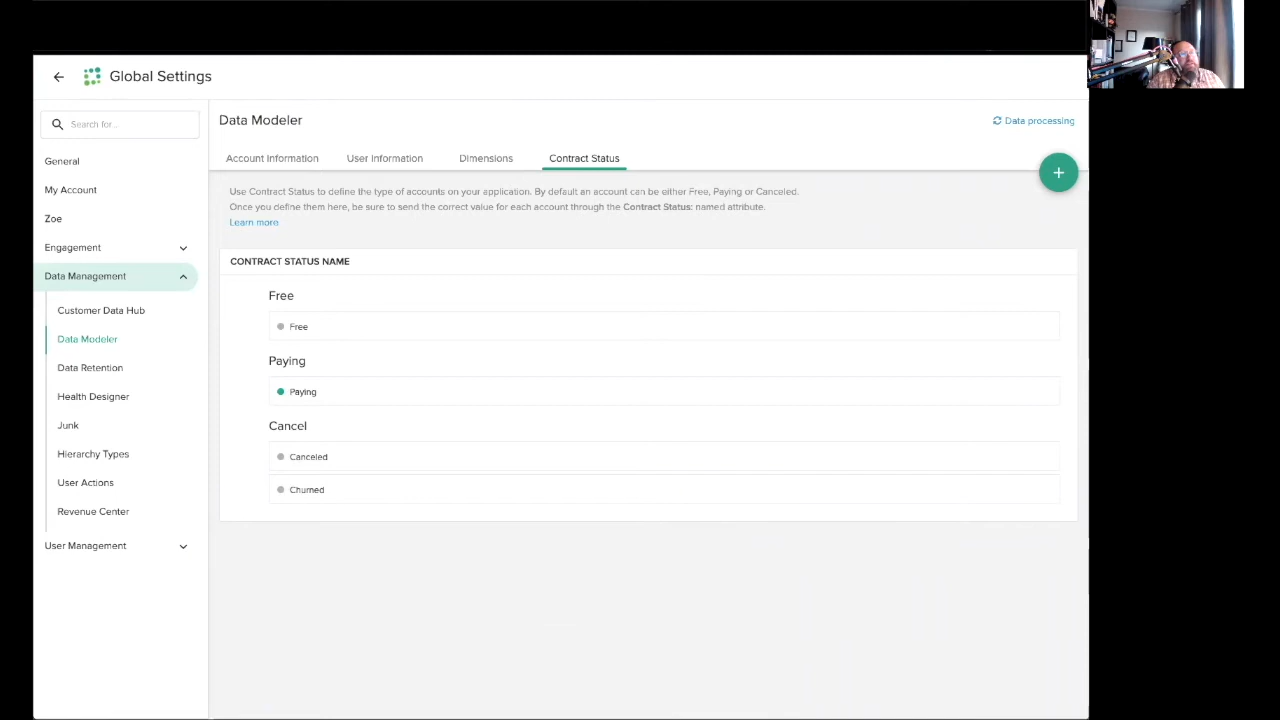 Global Settings
Search for...
General
My Account
Zoe
Engagement
Data Management
Customer Data Hub
Data Modeler
Data Retention
Health Designer
Junk
Hierarchy Types
User Actions
Revenue Center
User Management
Data Modeler
Data processing
Account Information
User Information
Dimensions
Contract Status
Use Contract Status to define the type of accounts on your application. By default an account can be either Free, Paying or Canceled.
Once you define them here, be sure to send the correct value for each account through the Contract Status: named attribute.
Learn more
CONTRACT STATUS NAME
Free
Free
Paying
Paying
Cancel
Canceled
Churned